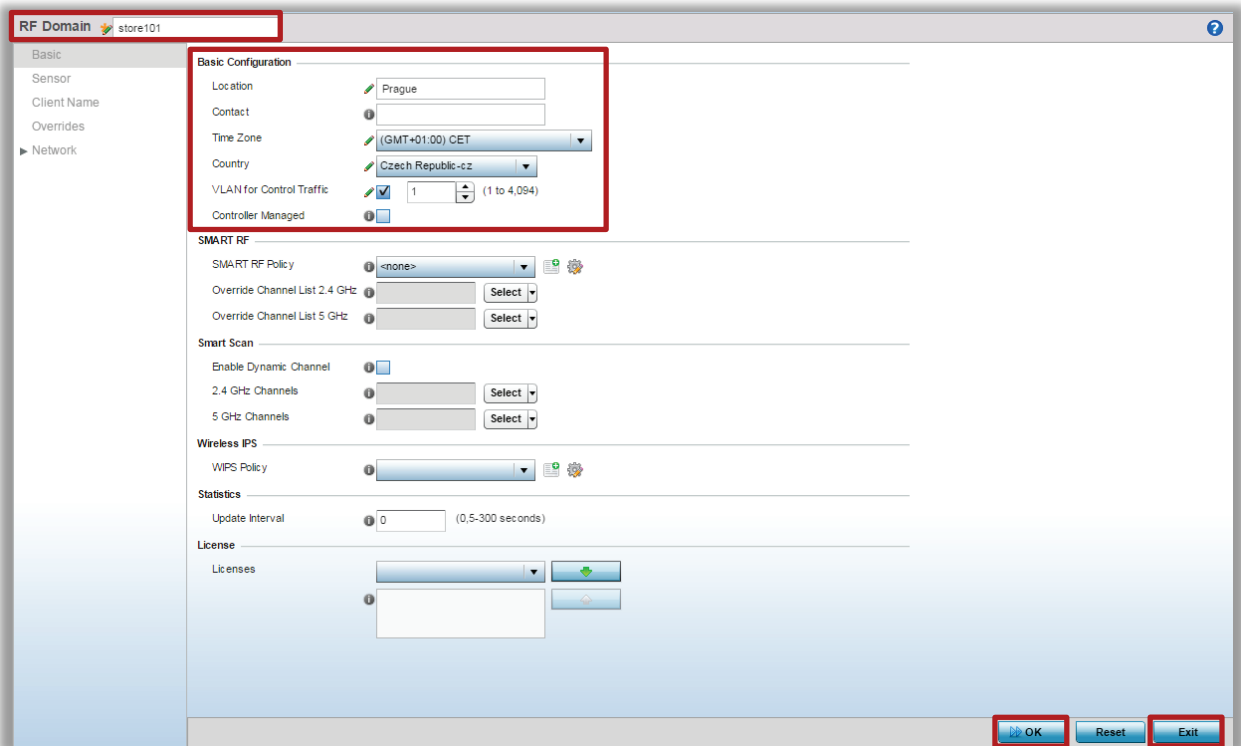 RF Domain store101 ?
Basic
Sensor
Client Name
Overrides
Network
Basic Configuration
Location Prague
Contact
Time Zone (GMT+01:00) CET
Country Czech Republic-cz
VLAN for Control Traffic 1 (1 to 4,094)
Controller Managed
SMART RF
SMART RF Policy <none>
Override Channel List 2.4 GHz Select
Override Channel List 5 GHz Select
Smart Scan
Enable Dynamic Channel
2.4 GHz Channels Select
5 GHz Channels Select
Wireless IPS
WIPS Policy
Statistics
Update Interval 0 (0,5-300 seconds)
License
Licenses
OK Reset Exit